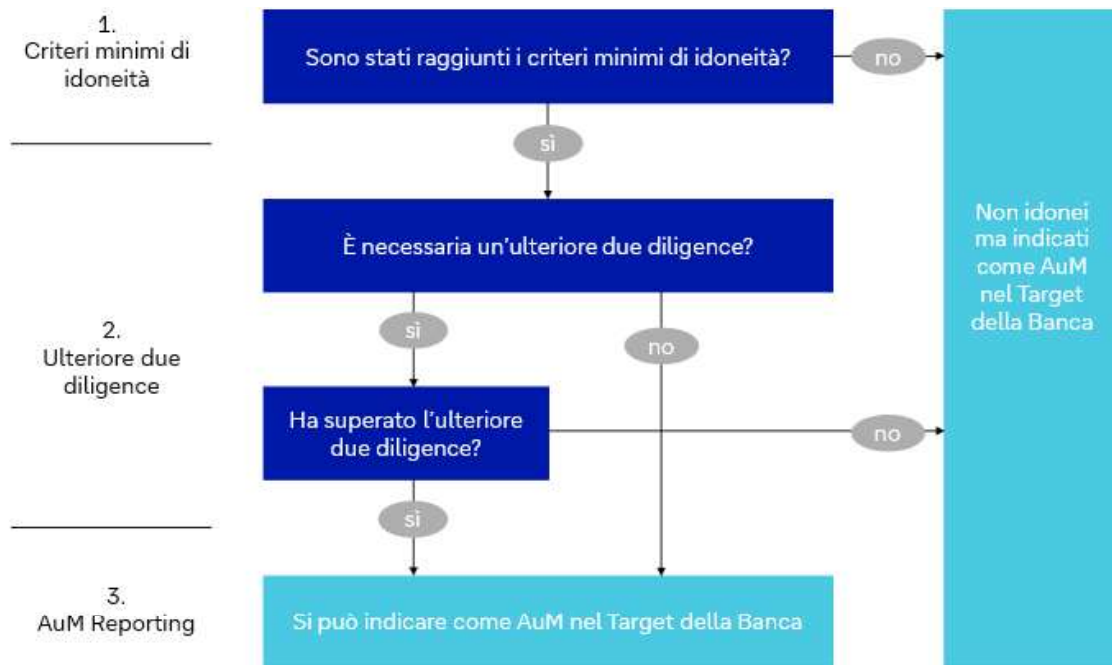 1.
Criteri minimi di
idoneità
Sono stati raggiunti i criteri minimi di idoneità?
no
sì
È necessaria un'ulteriore due diligence?
Non idonei
ma indicati
come AuM
nel Target
della Banca
2.
Ulteriore due
diligence
sì
no
Ha superato l'ulteriore
due diligence?
no
sì
3.
AuM Reporting
Si può indicare come AuM nel Target della Banca